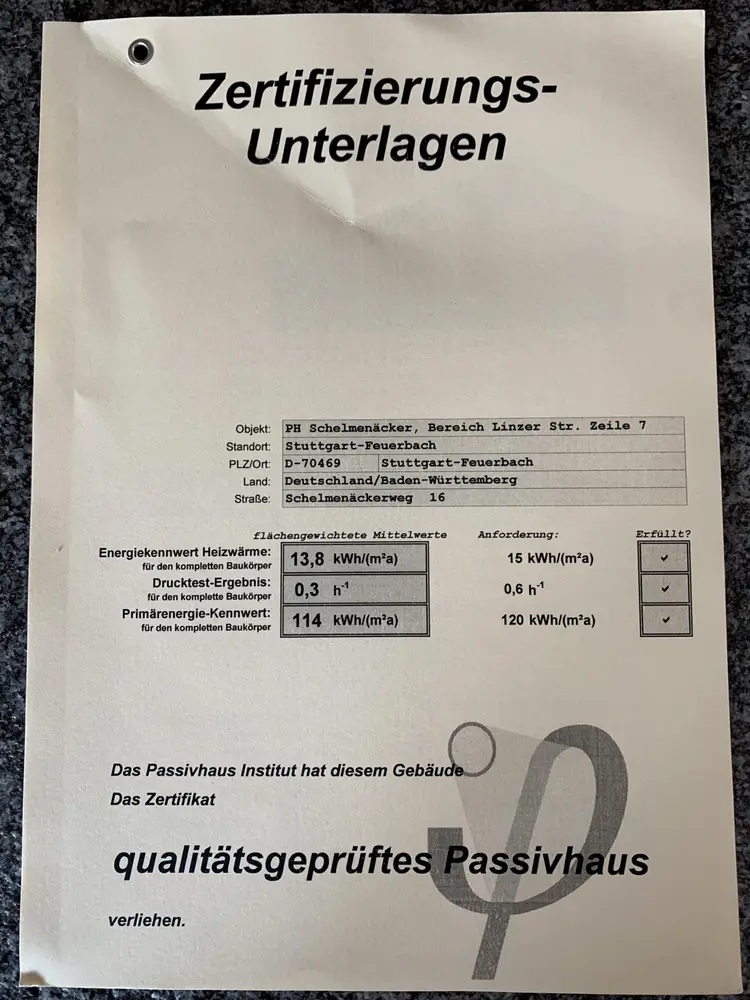 Zertifizierungs-
Unterlagen
Objekt: PH Schelmenäcker, Bereich Linzer Str. Zeile 7
Standort: Stuttgart-Feuerbach
PLZ/Ort: D-70469 Stuttgart-Feuerbach
Land: Deutschland/Baden-Württemberg
Straße: Schelmenäckerweg 16
flächengewichtete Mittelwerte Anforderung: Erfüllt?
Energiekennwert Heizwärme: 13,8 kWh/(m²a) 15 kWh/(m²a) ✓
für den kompletten Baukörper
Drucktest-Ergebnis: 0,3 h⁻¹ 0,6 h⁻¹ ✓
für den komplette Baukörper
Primärenergie-Kennwert: 114 kWh/(m²a) 120 kWh/(m²a) ✓
für den kompletten Baukörper
Das Passivhaus Institut hat diesem Gebäude
Das Zertifikat
qualitätsgeprüftes Passivhaus
verliehen.